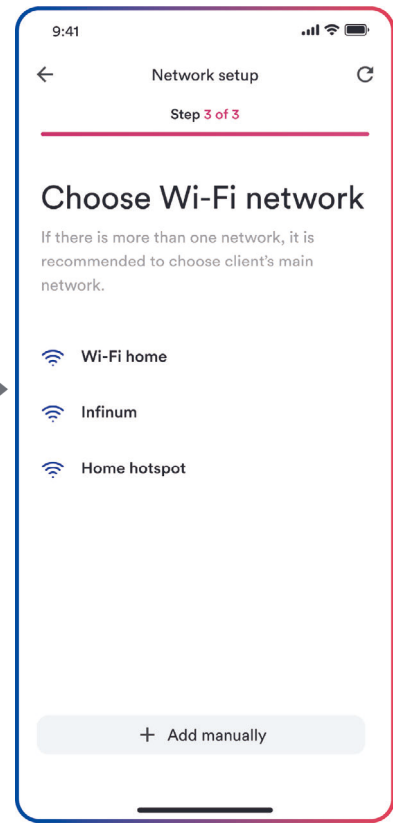 9:41
Network setup
Step 3 of 3
Choose Wi-Fi network
If there is more than one network, it is
recommended to choose client's main
network.
Wi-Fi home
Infinum
Home hotspot
+ Add manually